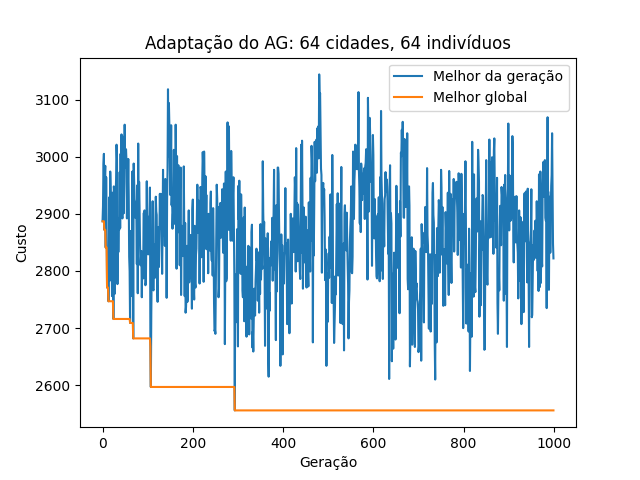 Adaptação do AG: 64 cidades, 64 indivíduos
Melhor da geração
Melhor global
3100
3000
2900
2800
2700
2600
Custo
0 200 400 600 800 1000
Geração